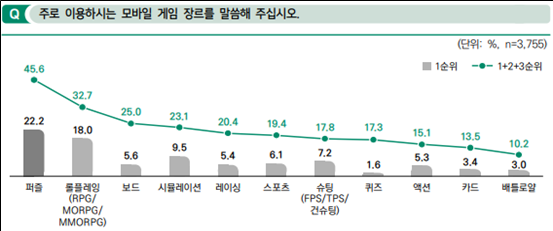 Q 주로 이용하시는 모바일 게임 장르를 말씀해 주십시오.
(단위: %, n=3,755)
1순위 1+2+3순위
45.6 32.7 25.0 23.1 20.4 19.4 17.8 17.3 15.1 13.5 10.2
22.2 18.0 5.6 9.5 5.4 6.1 7.2 1.6 5.3 3.4 3.0
퍼즐 롤플레잉 보드 시뮬레이션 레이싱 스포츠 슈팅 퀴즈 액션 카드 배틀로얄
(RPG/ (FPS/TPS/
MORPG/ 건슈팅)
MMORPG)